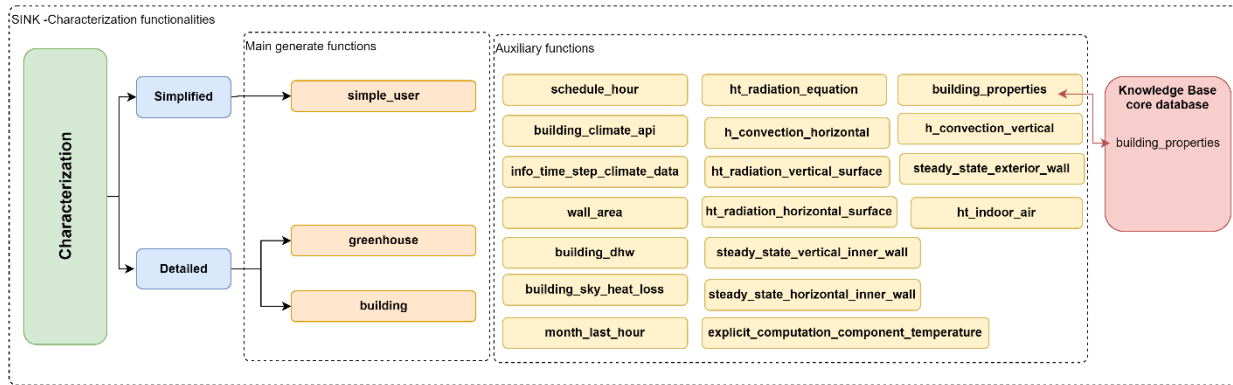 SINK -Characterization functionalities
Main generate functions
Auxiliary functions
Characterization
Simplified
Detailed
simple_user
greenhouse
building
schedule_hour
ht_radiation_equation
building_properties
building_climate_api
h_convection_horizontal
h_convection_vertical
info_time_step_climate_data
ht_radiation_vertical_surface
steady_state_exterior_wall
wall_area
ht_radiation_horizontal_surface
ht_indoor_air
building_dhw
steady_state_vertical_inner_wall
building_sky_heat_loss
steady_state_horizontal_inner_wall
month_last_hour
explicit_computation_component_temperature
Knowledge Base
core database
building_properties